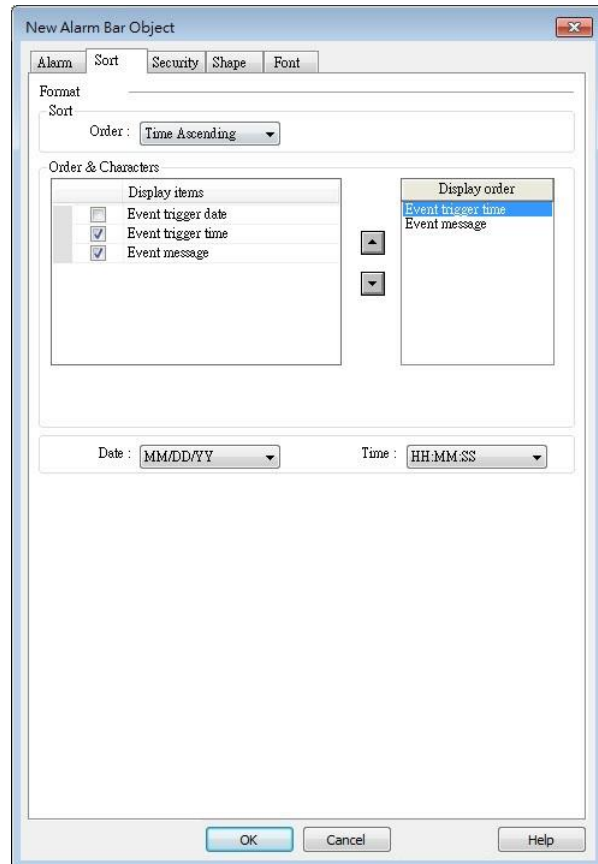 New Alarm Bar Object
Alarm Sort Security Shape Font
Format
Sort
Order : Time Ascending
Order & Characters
Display items
Event trigger date
Event trigger time
Event message
Display order
Event trigger time
Event message
Date : MM/DD/YY Time : HH:MM:SS
OK Cancel Help